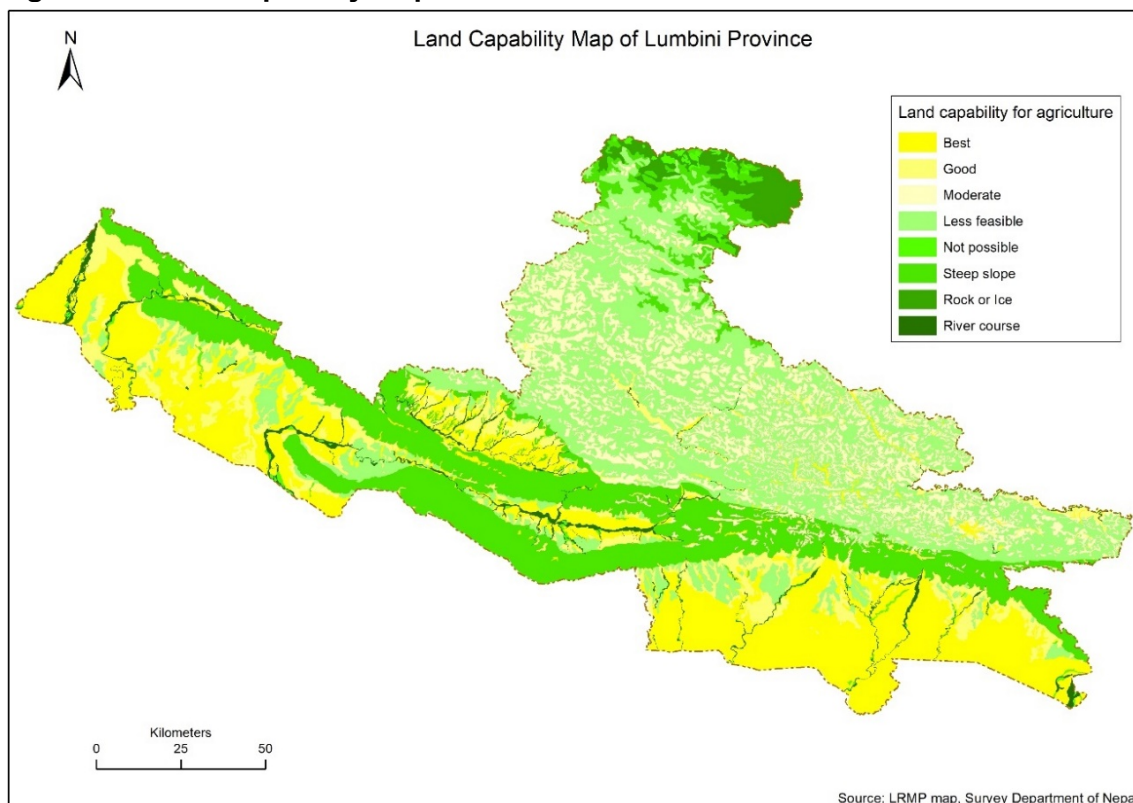 N
Land Capability Map of Lumbini Province
Land capability for agriculture
Best
Good
Moderate
Less feasible
Not possible
Steep slope
Rock or Ice
River course
Kilometers
0 25 50
Source: LRMP map, Survey Department of Nepa